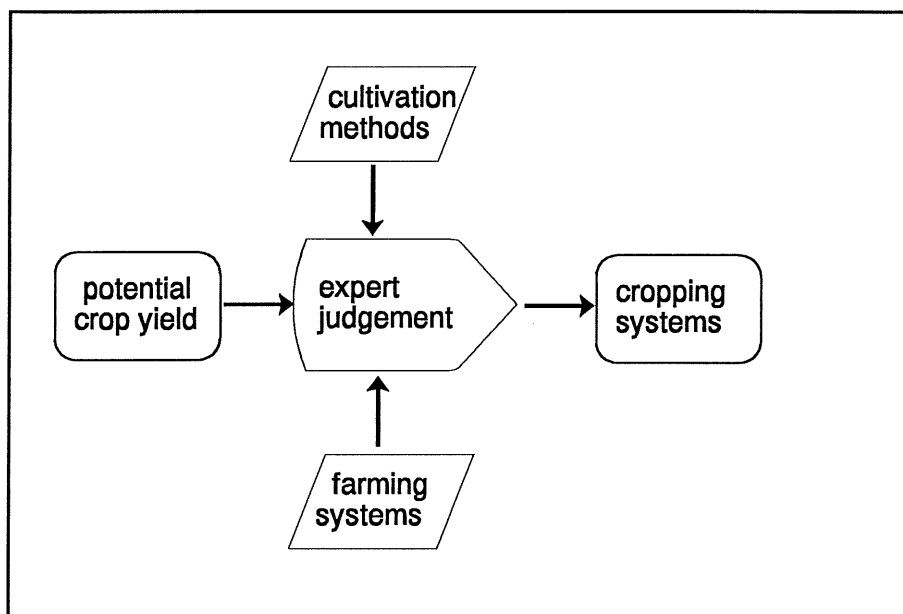 cultivation
methods
potential
crop yield
expert
judgement
cropping
systems
farming
systems